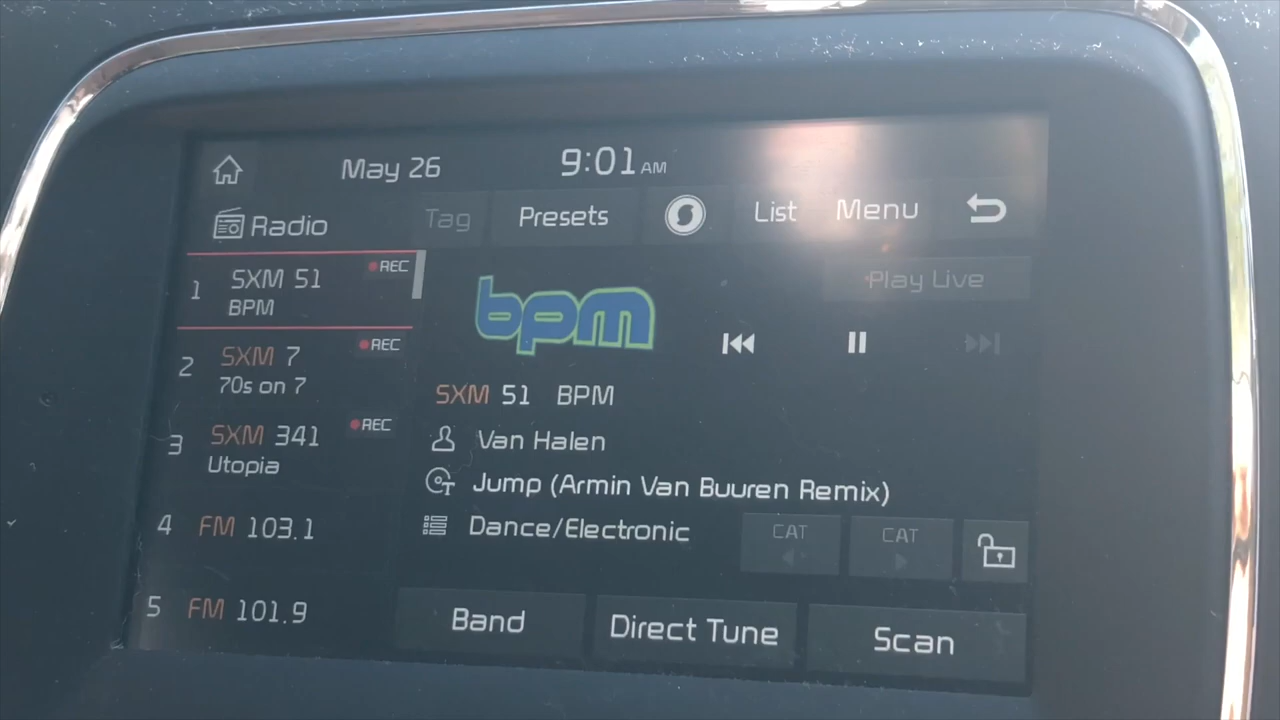 May 26 9:01 AM
Radio Tag Presets List Menu
1 SXM 51 REC
BPM
2 SXM 7 REC
70s on 7
3 SXM 341 REC
Utopia
4 FM 103.1
5 FM 101.9
bpm
Play Live
SXM 51 BPM
Van Halen
Jump (Armin Van Buuren Remix)
Dance/Electronic
CAT CAT
Band Direct Tune Scan